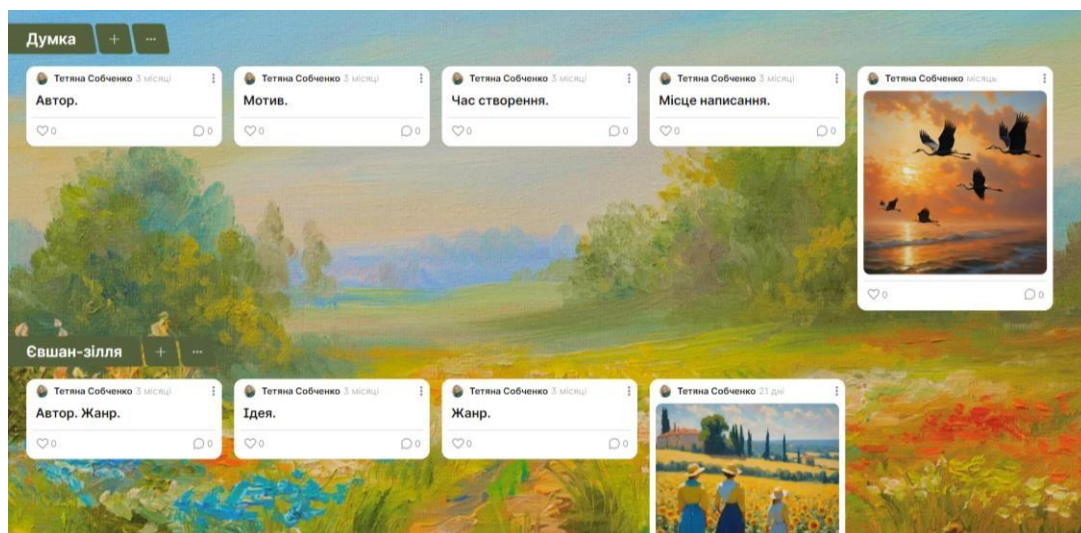 Думка
Тетяна Собченко 3 місяці
Автор.
0 0
Тетяна Собченко 3 місяці
Мотив.
0 0
Тетяна Собченко 3 місяці
Час створення.
0 0
Тетяна Собченко 3 місяці
Місце написання.
0 0
Тетяна Собченко місяць
0 0
Євшан-зілля
Тетяна Собченко 3 місяці
Автор. Жанр.
0 0
Тетяна Собченко 3 місяці
Ідея.
0 0
Тетяна Собченко 3 місяці
Жанр.
0 0
Тетяна Собченко 21 дні